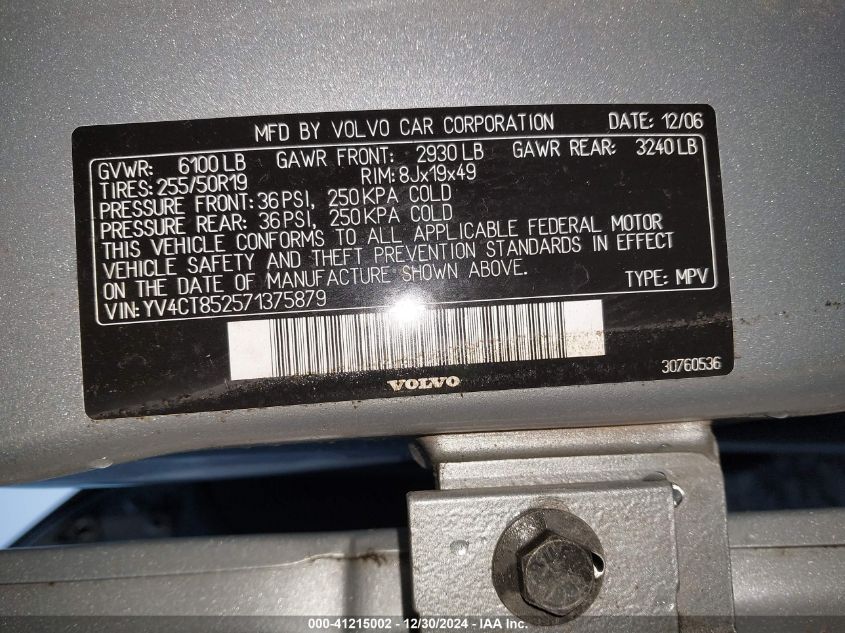 MFD BY VOLVO CAR CORPORATION DATE: 12/06
GVWR: 6100 LB GAWR FRONT: 2930 LB GAWR REAR: 3240 LB
TIRES: 255/50R19 RIM: 8Jx19x49
PRESSURE FRONT: 36 PSI, 250 KPA COLD
PRESSURE REAR: 36 PSI, 250 KPA COLD
THIS VEHICLE CONFORMS TO ALL APPLICABLE FEDERAL MOTOR
VEHICLE SAFETY AND THEFT PREVENTION STANDARDS IN EFFECT
ON THE DATE OF MANUFACTURE SHOWN ABOVE. TYPE: MPV
VIN: YV4CT852571375879
30760536
VOLVO
000-41215002 - 12/30/2024 - IAA Inc.